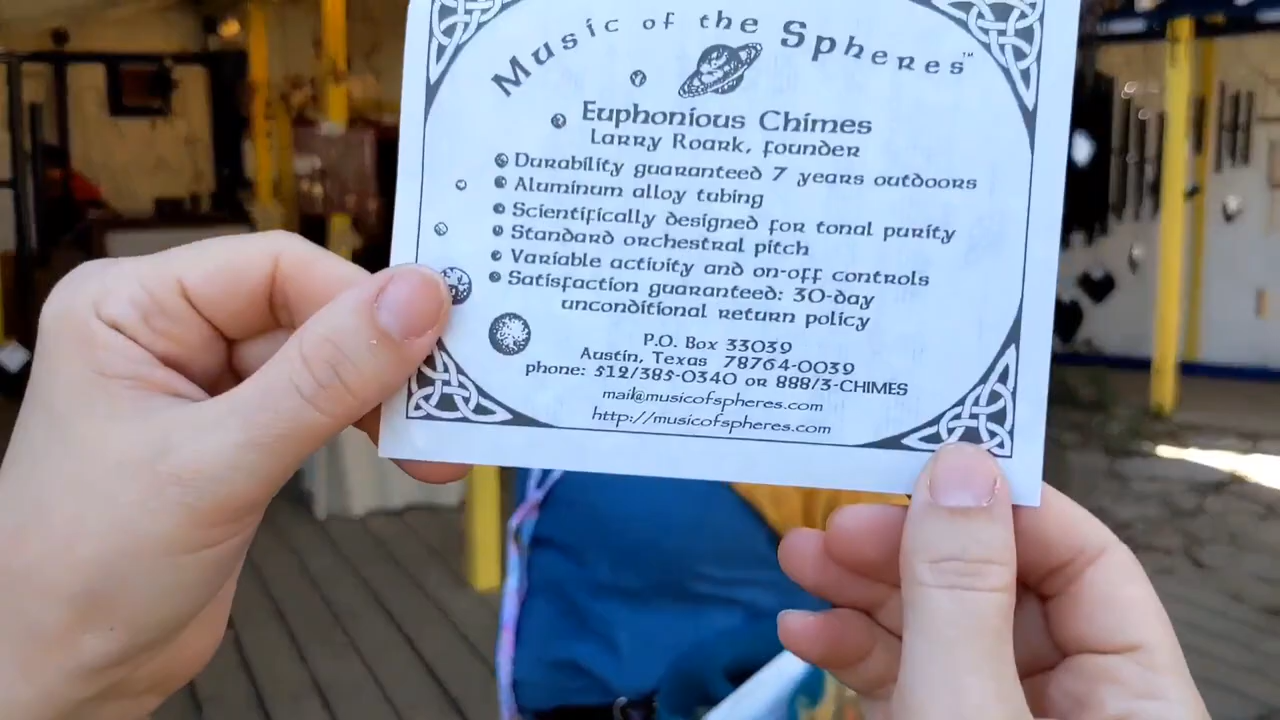 Music of the Spheres™
Euphonious Chimes
Larry Roark, founder
Durability guaranteed 7 years outdoors
Aluminum alloy tubing
Scientifically designed for tonal purity
Standard orchestral pitch
Variable activity and on-off controls
Satisfaction guaranteed: 30-day
unconditional return policy
P.O. Box 33039
Austin, Texas 78764-0039
phone: 512/385-0340 or 888/3-CHIMES
mail@musicofspheres.com
http://musicofspheres.com